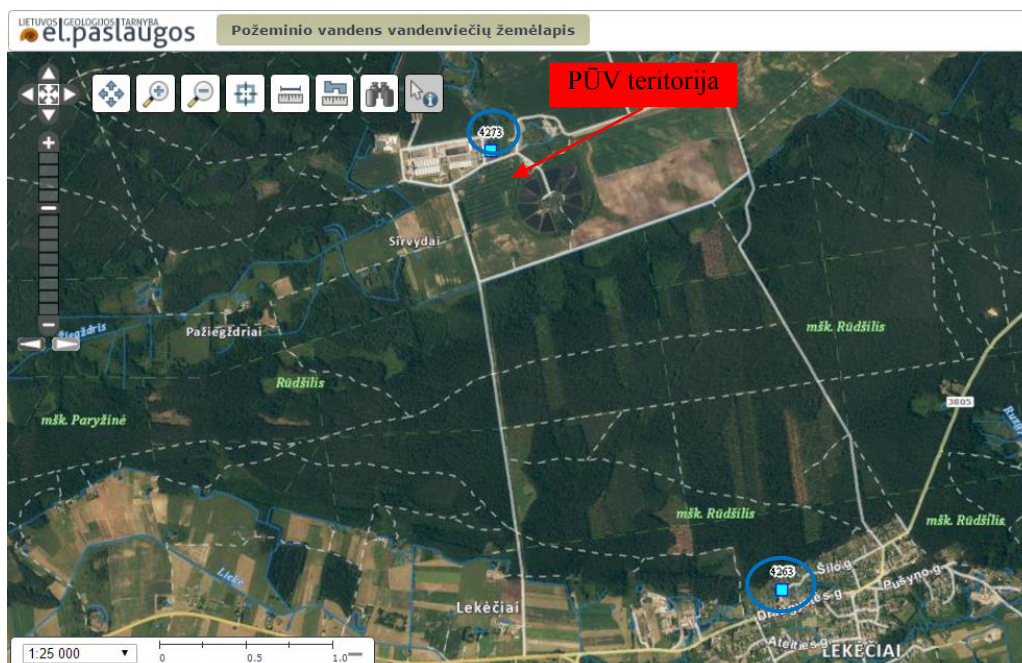 LIETUVOS GEOLOGIJOS TARNYBA
el.paslaugos
Požeminio vandens vandenviečių žemėlapis
PŪV teritorija
4273
Sirvydai
Pažiegždriai
mšk. Rūdšilis
Rūdšilis
3805
mšk. Paryžinė
mšk. Rūdšilis
mšk. Rūdšilis
4263
Šilo g.
Pušyno g.
Liekė
Lekėčiai
Draugystės g.
Ateities g.
LEKĖČIAI
1:25 000
0 0.5 1.0